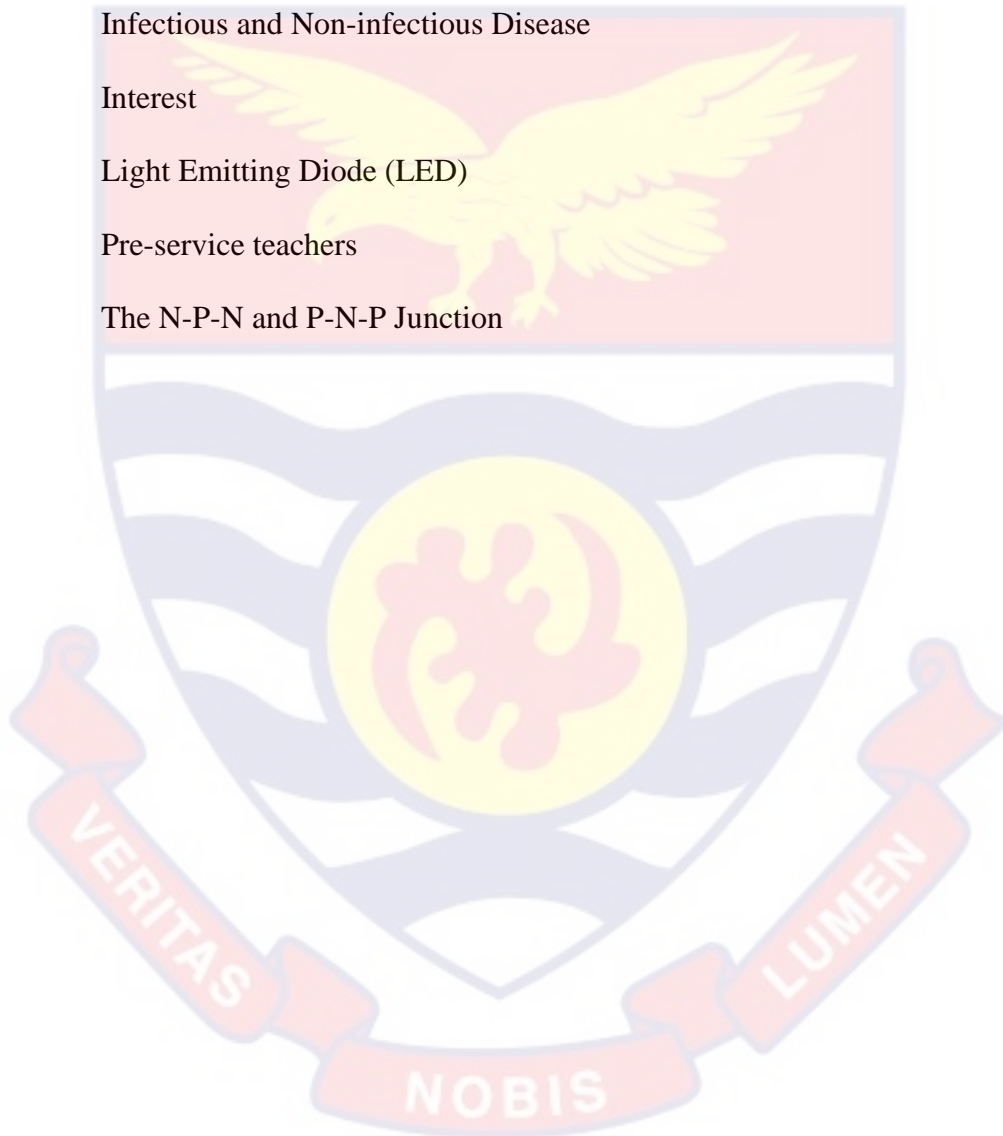 Infectious and Non-infectious Disease
Interest
Light Emitting Diode (LED)
Pre-service teachers
The N-P-N and P-N-P Junction
VERITAS
NOBIS
LUMEN